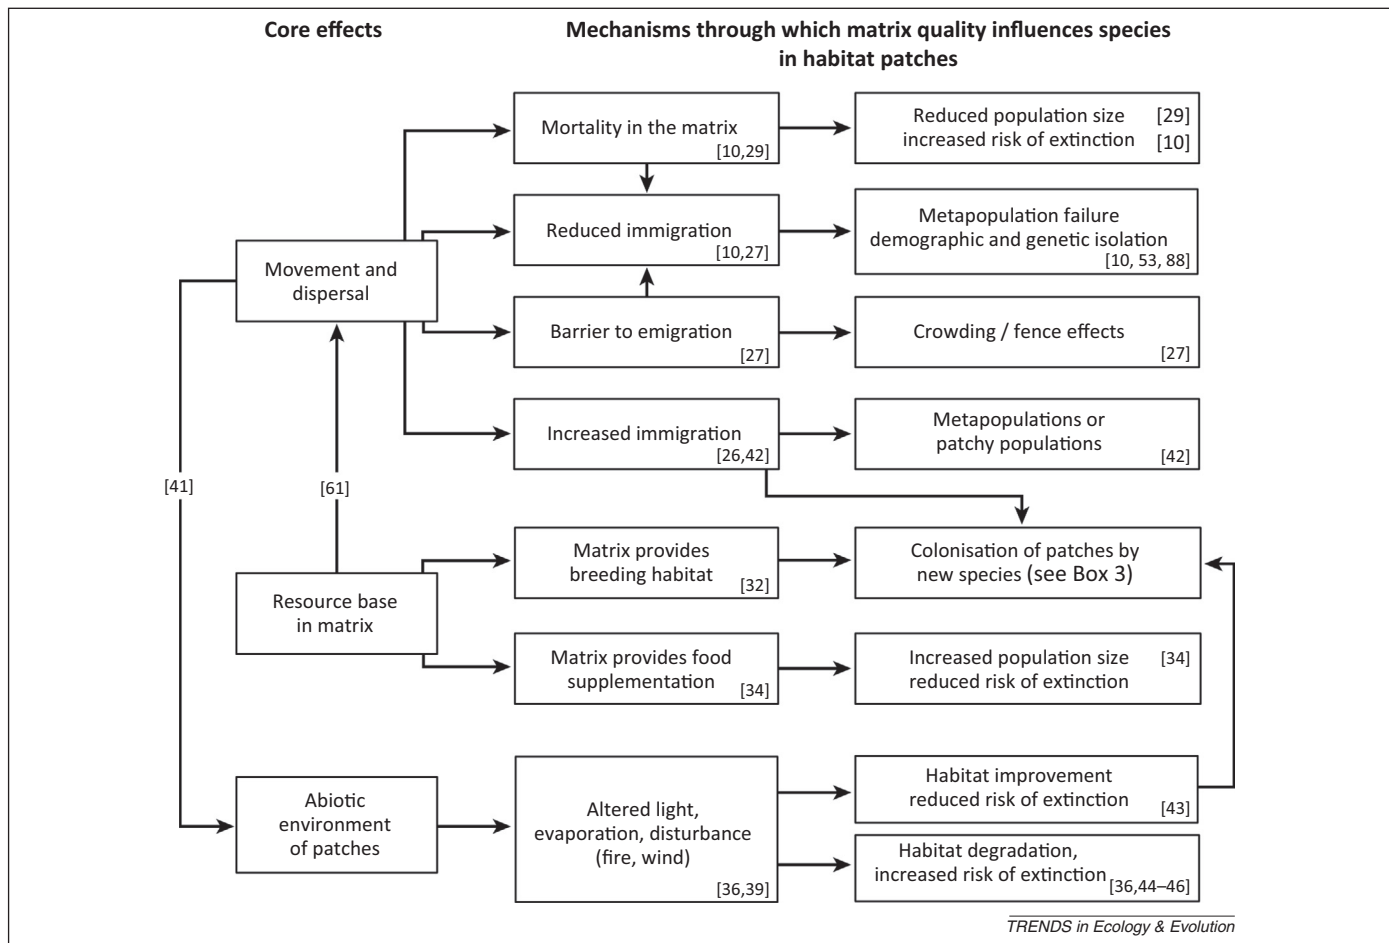 Core effects
Mechanisms through which matrix quality influences species
in habitat patches
Mortality in the matrix
[10,29]
Reduced population size [29]
increased risk of extinction [10]
Reduced immigration
[10,27]
Metapopulation failure
demographic and genetic isolation
[10, 53, 88]
Movement and
dispersal
Barrier to emigration
[27]
Crowding / fence effects
[27]
Increased immigration
[26,42]
Metapopulations or
patchy populations
[42]
[41]
[61]
Matrix provides
breeding habitat
[32]
Colonisation of patches by
new species (see Box 3)
Resource base
in matrix
Matrix provides food
supplementation
[34]
Increased population size [34]
reduced risk of extinction
Abiotic
environment
of patches
Altered light,
evaporation, disturbance
(fire, wind)
[36,39]
Habitat improvement
reduced risk of extinction
[43]
Habitat degradation,
increased risk of extinction
[36,44–46]
TRENDS in Ecology & Evolution